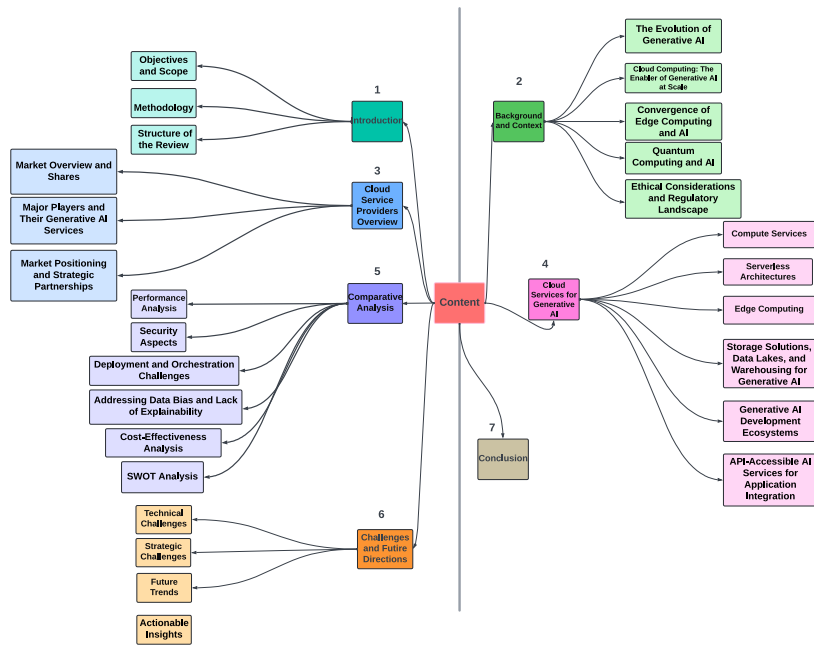 1
Introduction
Objectives
and Scope
Methodology
Structure of
the Review
2
Background
and Context
The Evolution of
Generative AI
Cloud Computing: The
Enabler of Generative AI
at Scale
Convergence of
Edge Computing
and AI
Quantum
Computing and AI
Ethical Considerations
and Regulatory
Landscape
3
Cloud
Service
Providers
Overview
Market Overview and
Shares
Major Players and
Their Generative AI
Services
Market Positioning
and Strategic
Partnerships
4
Cloud
Services for
Generative
AI
Compute Services
Serverless
Architectures
Edge Computing
Storage Solutions,
Data Lakes, and
Warehousing for
Generative AI
Generative AI
Development
Ecosystems
API-Accessible AI
Services for
Application
Integration
Content
5
Comparative
Analysis
Performance
Analysis
Security
Aspects
Deployment and Orchestration
Challenges
Addressing Data Bias and Lack
of Explainability
Cost-Effectiveness
Analysis
SWOT Analysis
6
Challenges
and Futire
Directions
Technical
Challenges
Strategic
Challenges
Future
Trends
Actionable
Insights
7
Conclusion